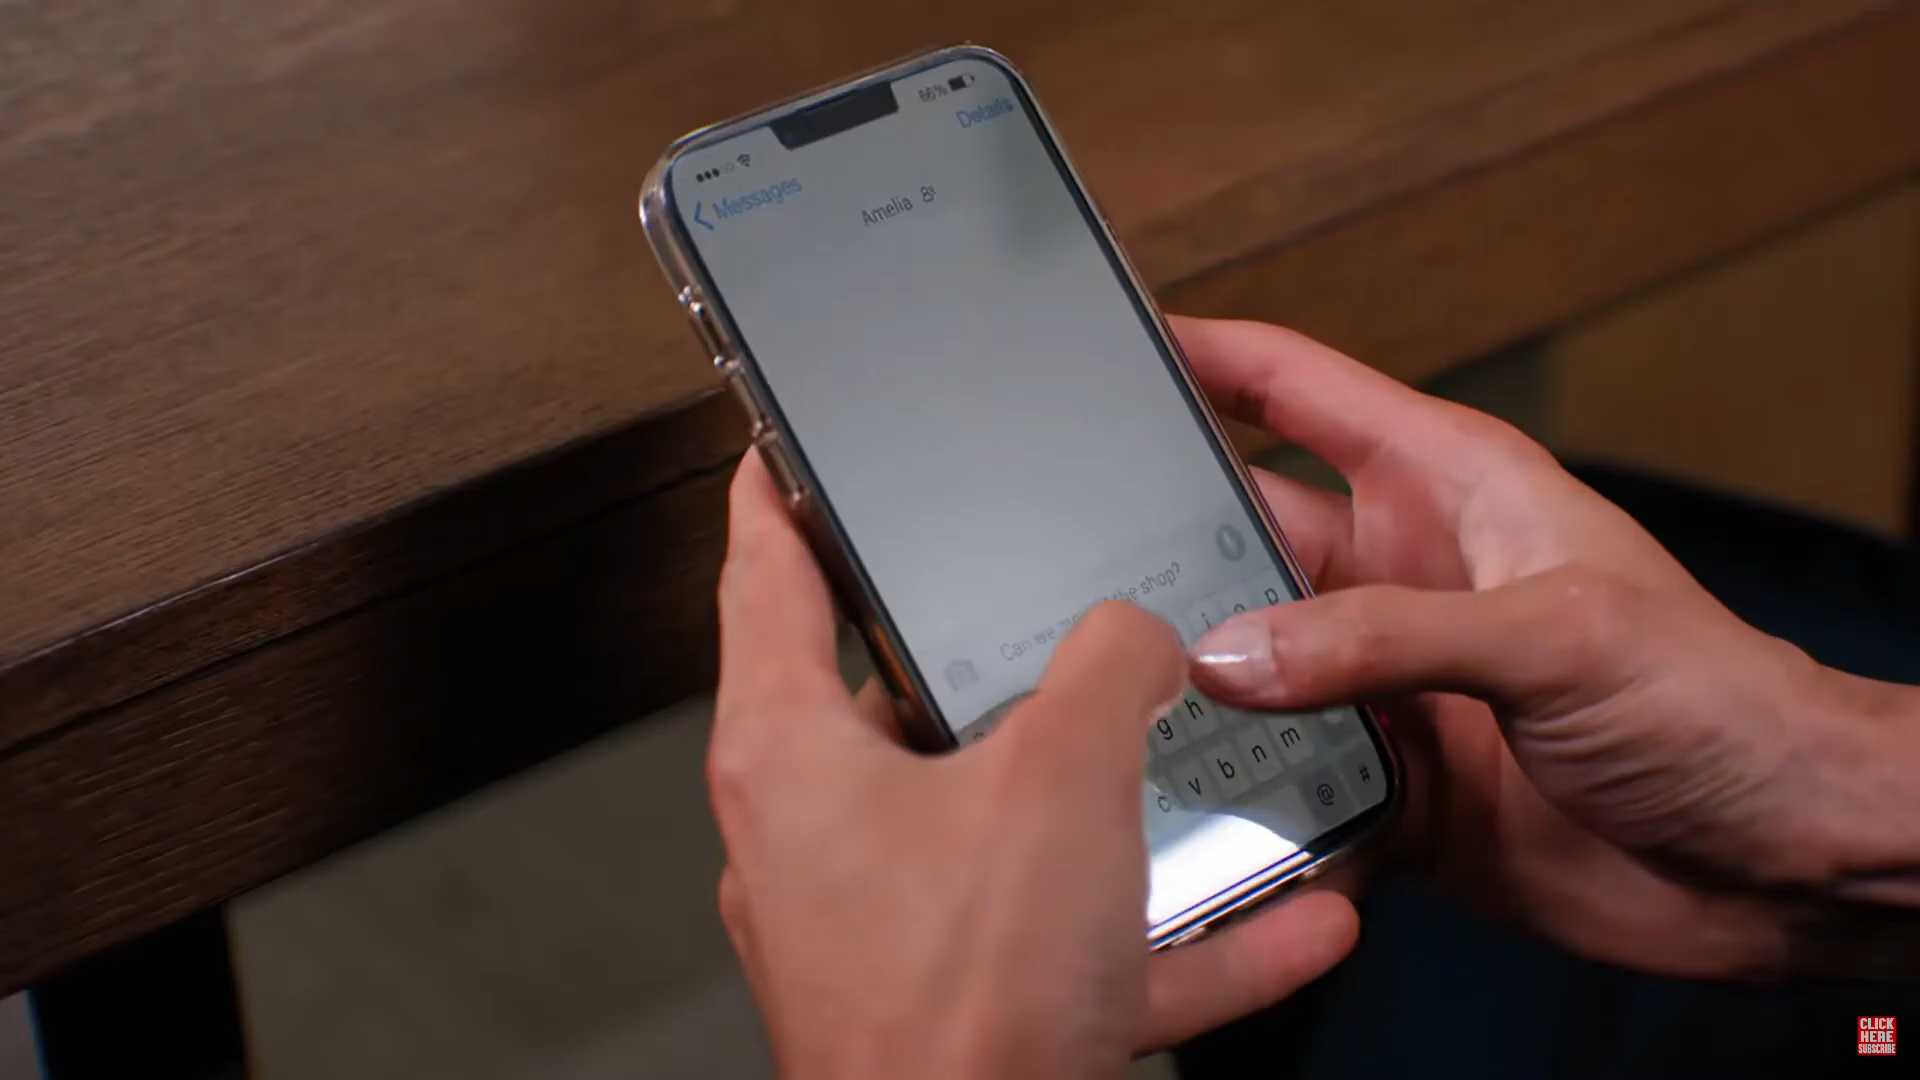 66%
Details
Messages
Amelia
Can we the shop?
i o p
g h
c v b n m
@ #
CLICK
HERE
SUBSCRIBE